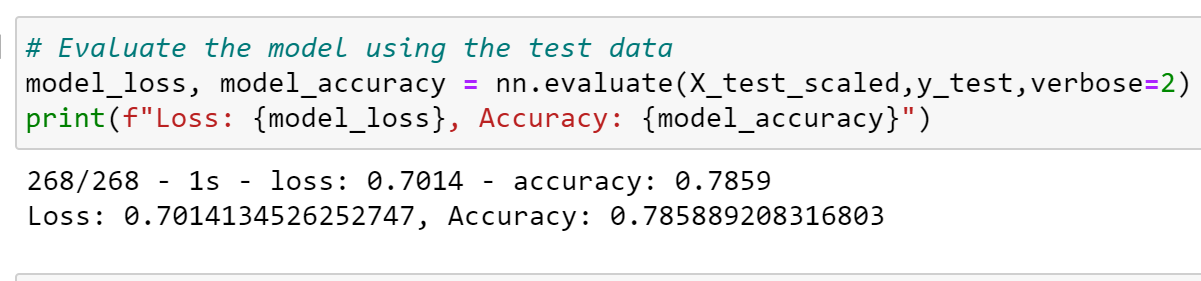 # Evaluate the model using the test data
model_loss, model_accuracy = nn.evaluate(X_test_scaled,y_test,verbose=2)
print(f"Loss: {model_loss}, Accuracy: {model_accuracy}")
268/268 - 1s - loss: 0.7014 - accuracy: 0.7859
Loss: 0.7014134526252747, Accuracy: 0.785889208316803